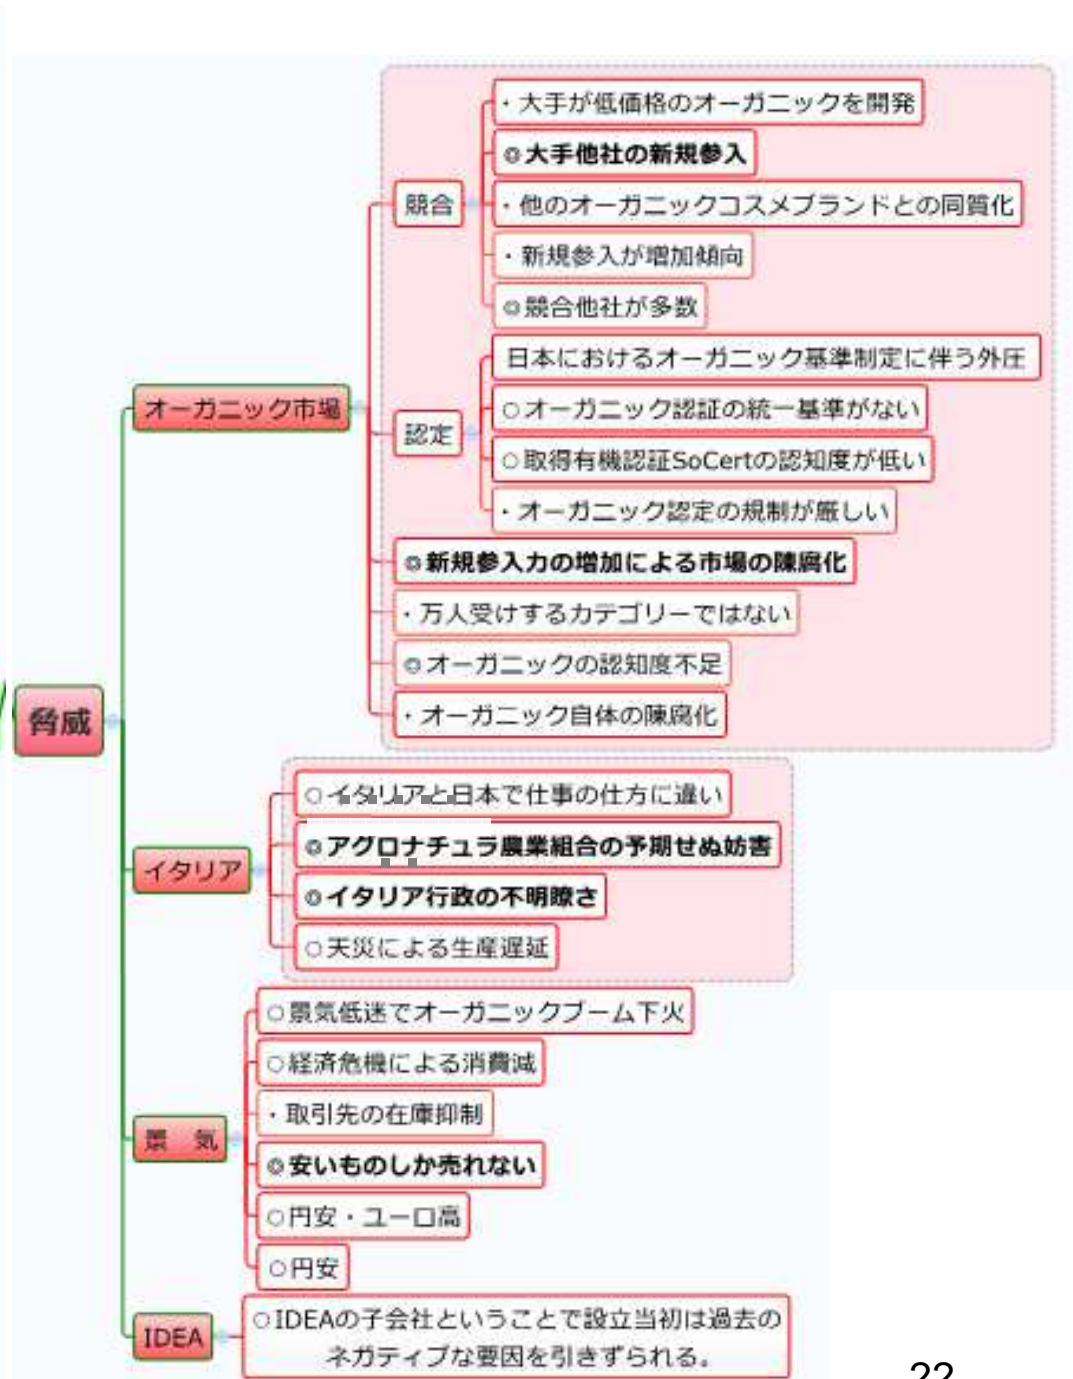 脅威
オーガニック市場
競合
・大手が低価格のオーガニックを開発
◎大手他社の新規参入
・他のオーガニックコスメブランドとの同質化
・新規参入が増加傾向
◎競合他社が多数
認定
日本におけるオーガニック基準制定に伴う外圧
○オーガニック認証の統一基準がない
○取得有機認証SoCertの認知度が低い
・オーガニック認定の規制が厳しい
◎新規参入力の増加による市場の陳腐化
・万人受けするカテゴリーではない
◎オーガニックの認知度不足
・オーガニック自体の陳腐化
イタリア
○イタリアと日本で仕事の仕方に違い
◎アグロナチュラ農業組合の予期せぬ妨害
◎イタリア行政の不明瞭さ
○天災による生産遅延
景　気
○景気低迷でオーガニックブーム下火
○経済危機による消費減
・取引先の在庫抑制
◎安いものしか売れない
○円安・ユーロ高
○円安
IDEA
○IDEAの子会社ということで設立当初は過去の
ネガティブな要因を引きずられる。
22